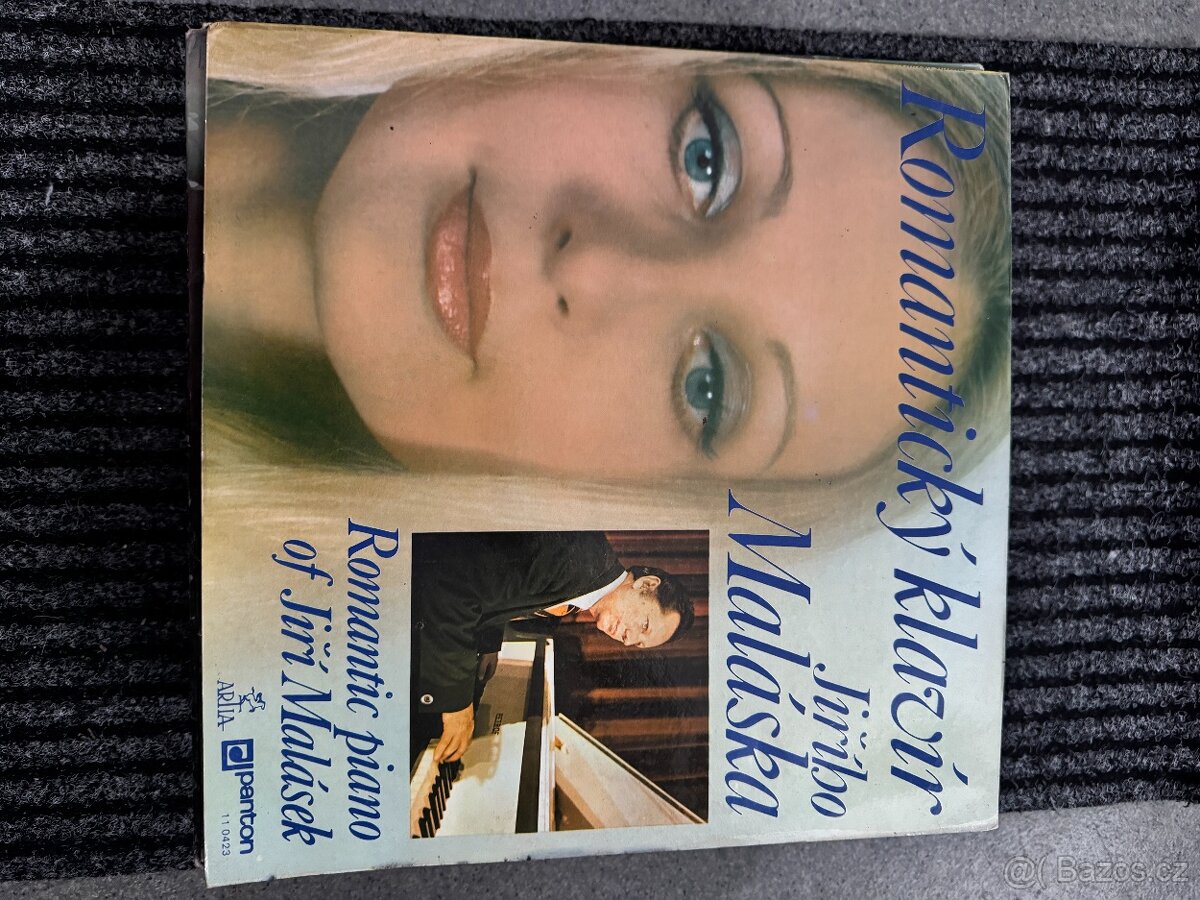 Romantický klavír
Jiřího
Maláska
Romantic piano
of Jiří Malásek
ARTIA
panton
11 0423
@( Bazos.cz